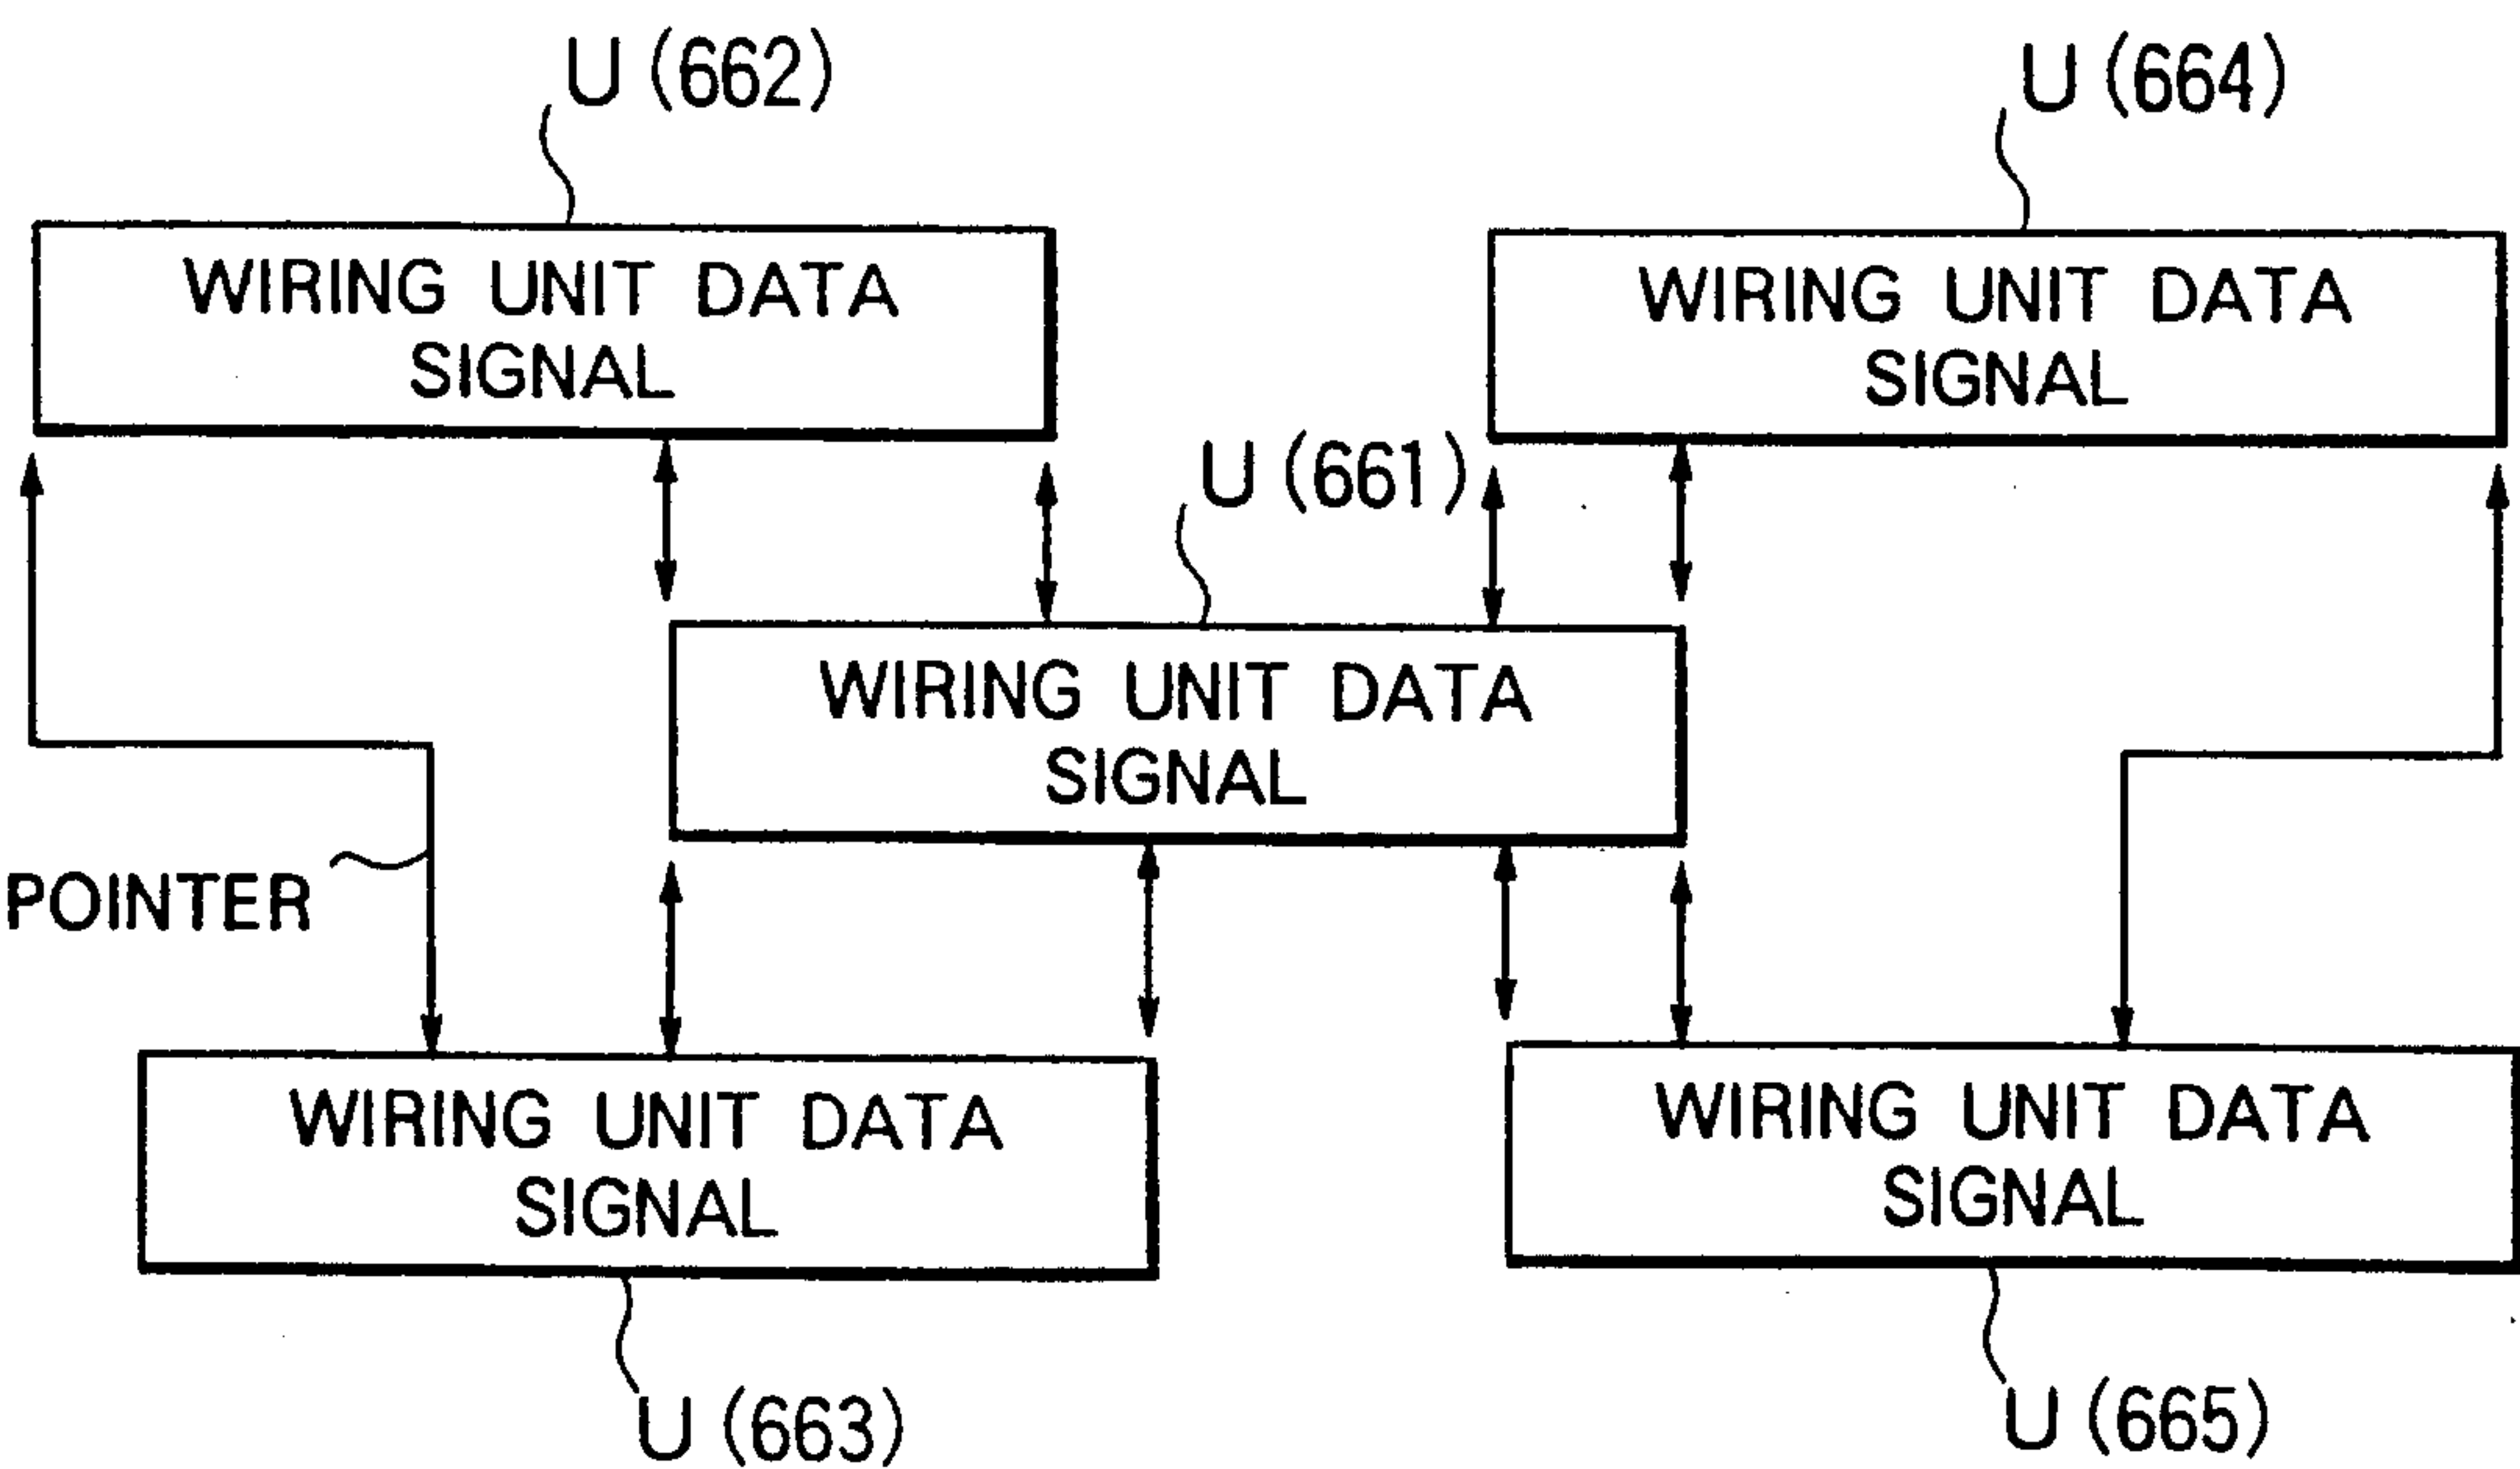 U (662)
U (664)
WIRING UNIT DATA
SIGNAL
WIRING UNIT DATA
SIGNAL
U (661)
WIRING UNIT DATA
SIGNAL
POINTER
WIRING UNIT DATA
SIGNAL
WIRING UNIT DATA
SIGNAL
U (663)
U (665)